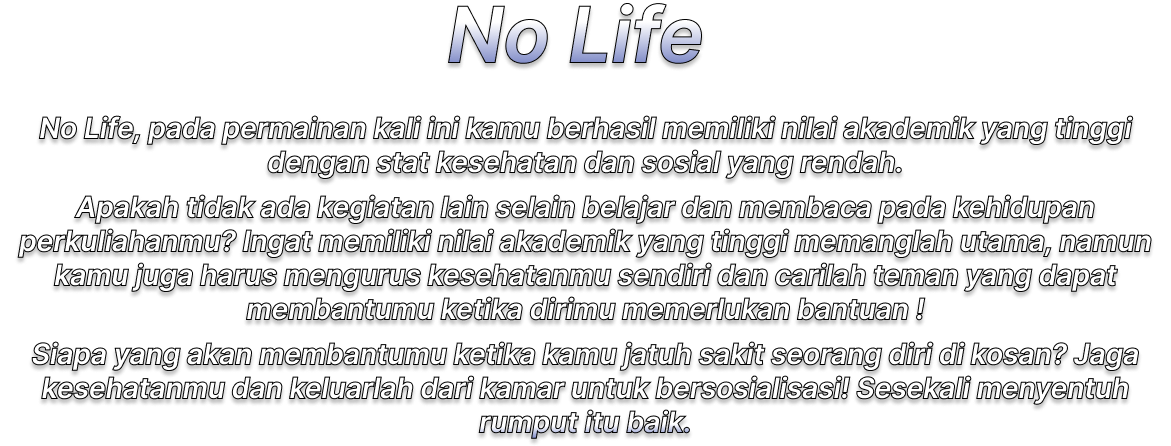 No Life
No Life, pada permainan kali ini kamu berhasil memiliki nilai akademik yang tinggi
dengan stat kesehatan dan sosial yang rendah.
Apakah tidak ada kegiatan lain selain belajar dan membaca pada kehidupan
perkuliahanmu? Ingat memiliki nilai akademik yang tinggi memanglah utama, namun
kamu juga harus mengurus kesehatanmu sendiri dan carilah teman yang dapat
membantumu ketika dirimu memerlukan bantuan !
Siapa yang akan membantumu ketika kamu jatuh sakit seorang diri di kosan? Jaga
kesehatanmu dan keluarlah dari kamar untuk bersosialisasi! Sesekali menyentuh
rumput itu baik.